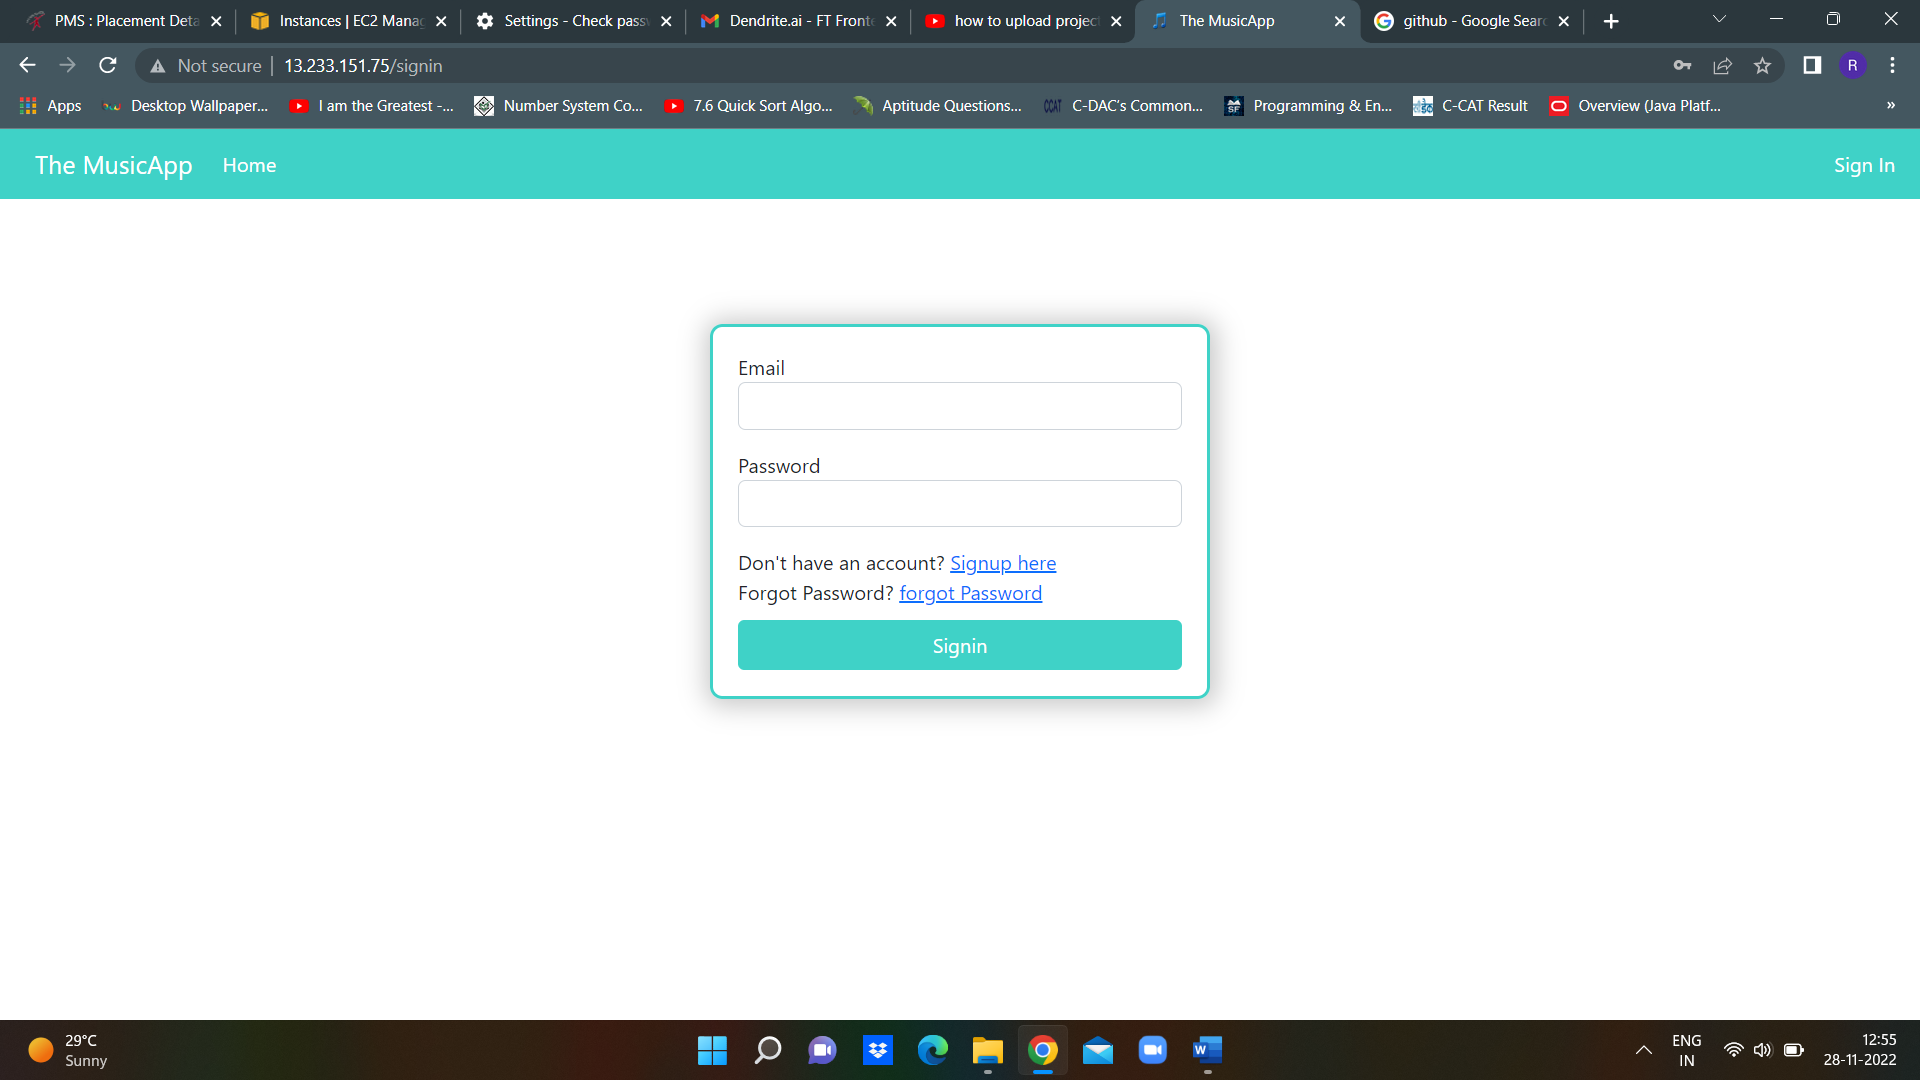 PMS : Placement Deta
Instances | EC2 Manag
Settings - Check passw
Dendrite.ai - FT Fronte
how to upload project
The MusicApp
github - Google Searc
Not secure
13.233.151.75/signin
R
Apps
Desktop Wallpaper...
I am the Greatest -...
Number System Co...
7.6 Quick Sort Algo...
Aptitude Questions...
CCAT
C-DAC's Common...
SF
Programming & En...
C-CAT Result
Overview (Java Platf...
»
The MusicApp
Home
Sign In
Email
Password
Don't have an account? Signup here
Forgot Password? forgot Password
Signin
29°C
Sunny
W
ENG
IN
12:55
28-11-2022